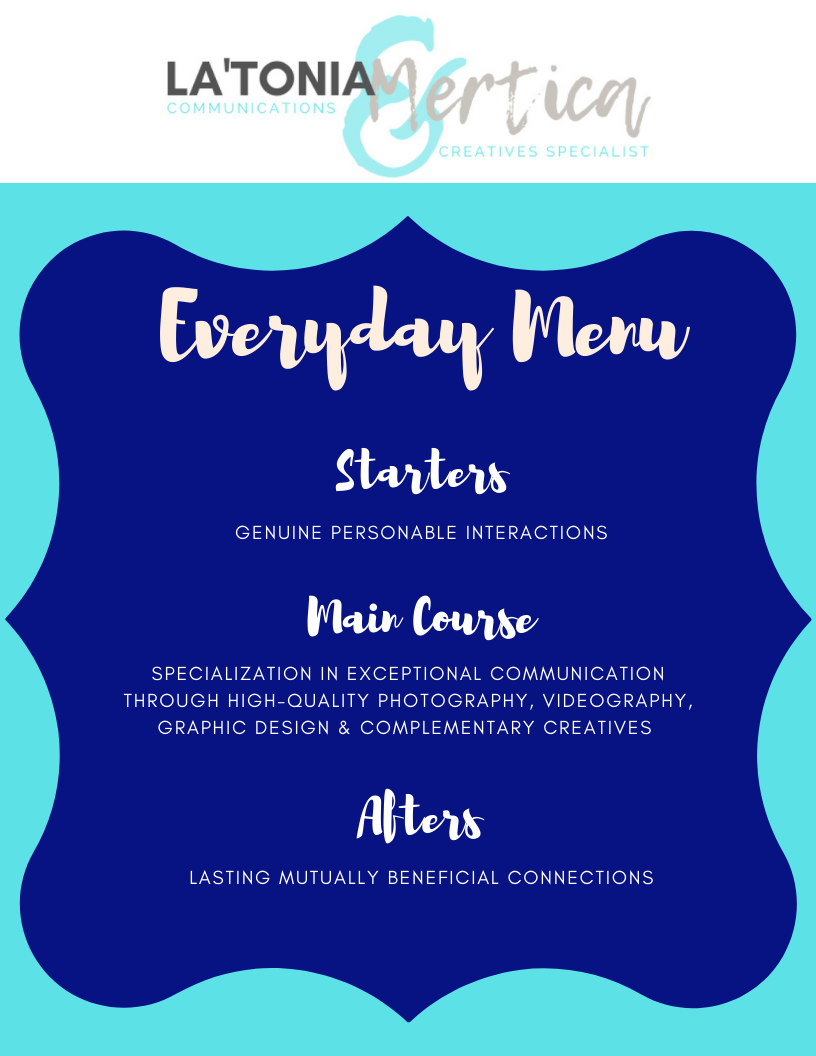 LA'TONIA & Mertica
COMMUNICATIONS
CREATIVES SPECIALIST
Everyday Menu
Starters
GENUINE PERSONABLE INTERACTIONS
Main Course
SPECIALIZATION IN EXCEPTIONAL COMMUNICATION
THROUGH HIGH-QUALITY PHOTOGRAPHY, VIDEOGRAPHY,
GRAPHIC DESIGN & COMPLEMENTARY CREATIVES
Afters
LASTING MUTUALLY BENEFICIAL CONNECTIONS